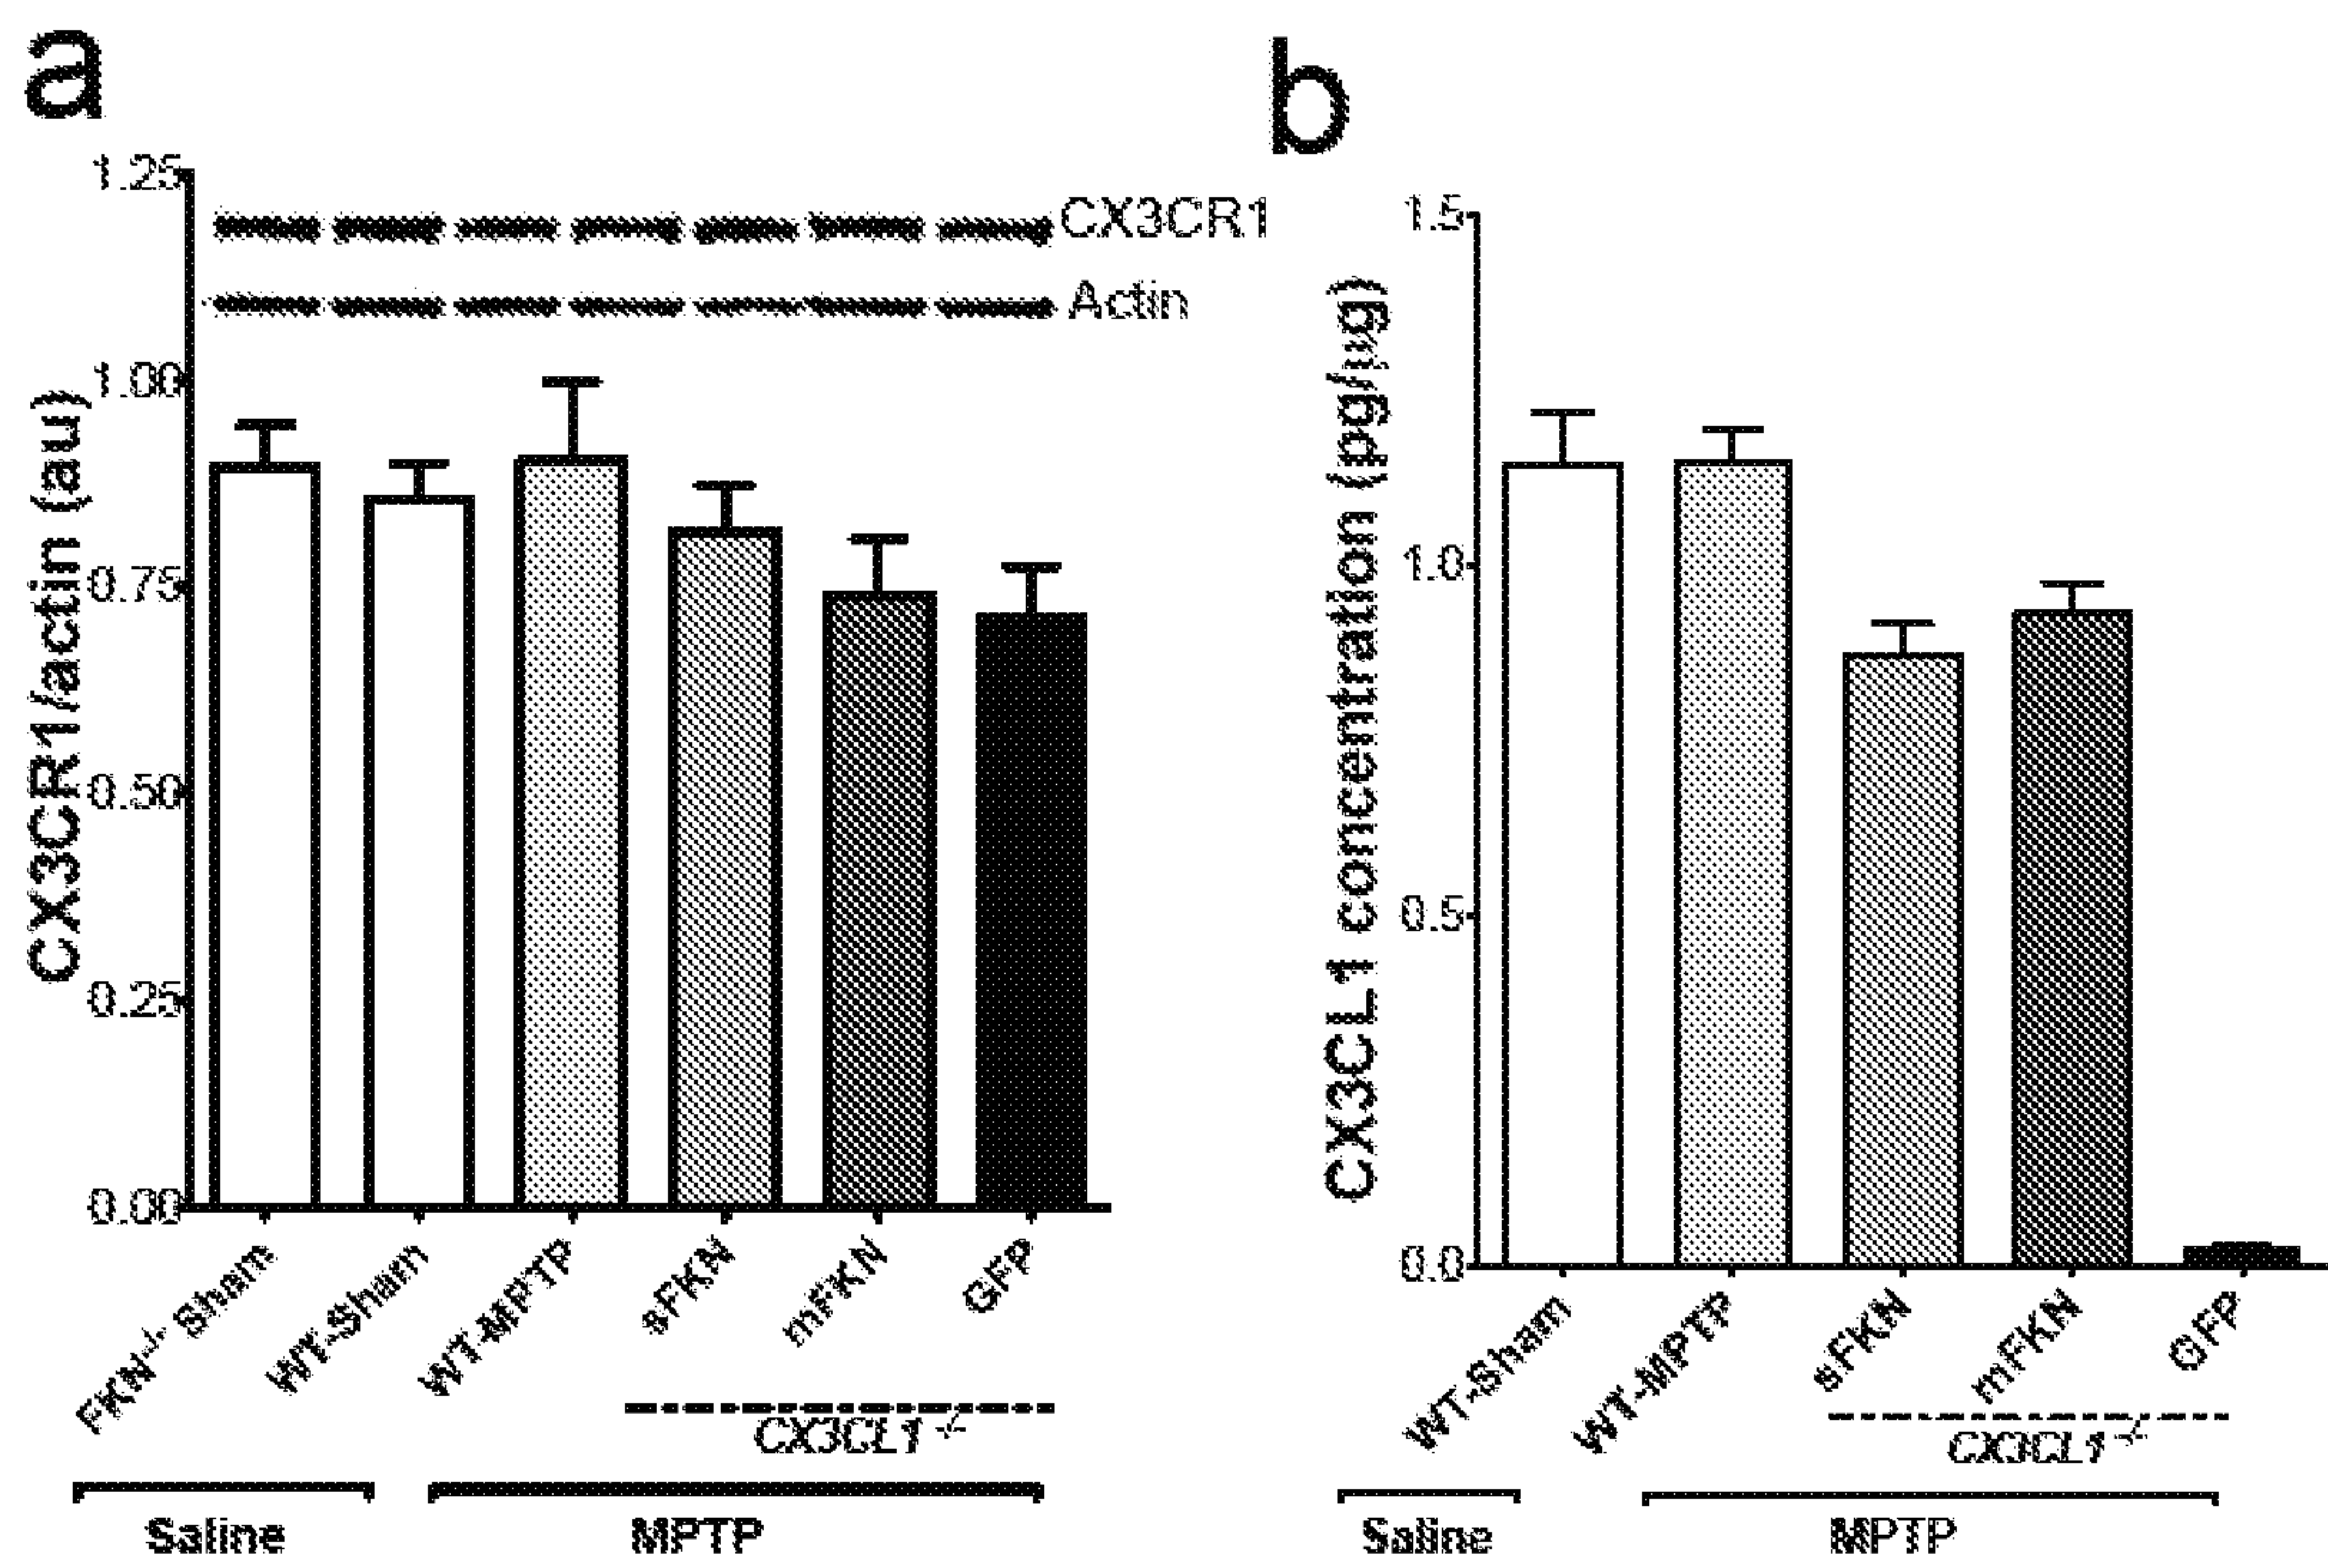 a
1.25
CX3CR1
Actin
1.00
0.75
0.50
0.25
0.00
CX3CR1/actin (au)
FKN-/- Sham
WT-Sham
WT-MPTP
sFKN
mFKN
GFP
CX3CL1 -/-
Saline
MPTP
b
1.5
1.0
0.5
0.0
CX3CL1 concentration (pg/µg)
WT-Sham
WT-MPTP
sFKN
mFKN
GFP
CX3CL1 -/-
Saline
MPTP